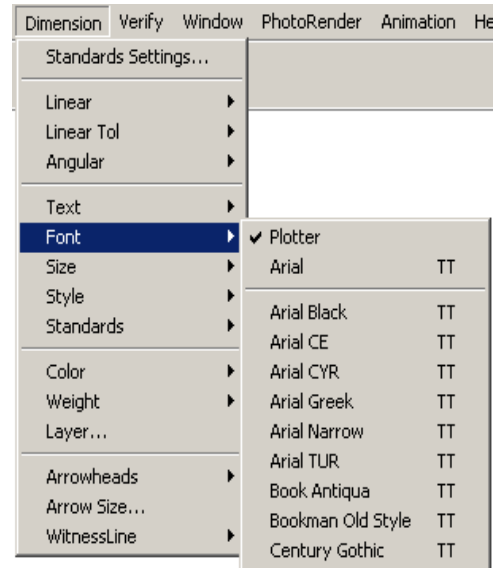 Dimension Verify Window PhotoRender Animation He
Standards Settings...
Linear
Linear Tol
Angular
Text
Font
Size
Style
Standards
Color
Weight
Layer...
Arrowheads
Arrow Size...
WitnessLine
Plotter
Arial TT
Arial Black TT
Arial CE TT
Arial CYR TT
Arial Greek TT
Arial Narrow TT
Arial TUR TT
Book Antiqua TT
Bookman Old Style TT
Century Gothic TT